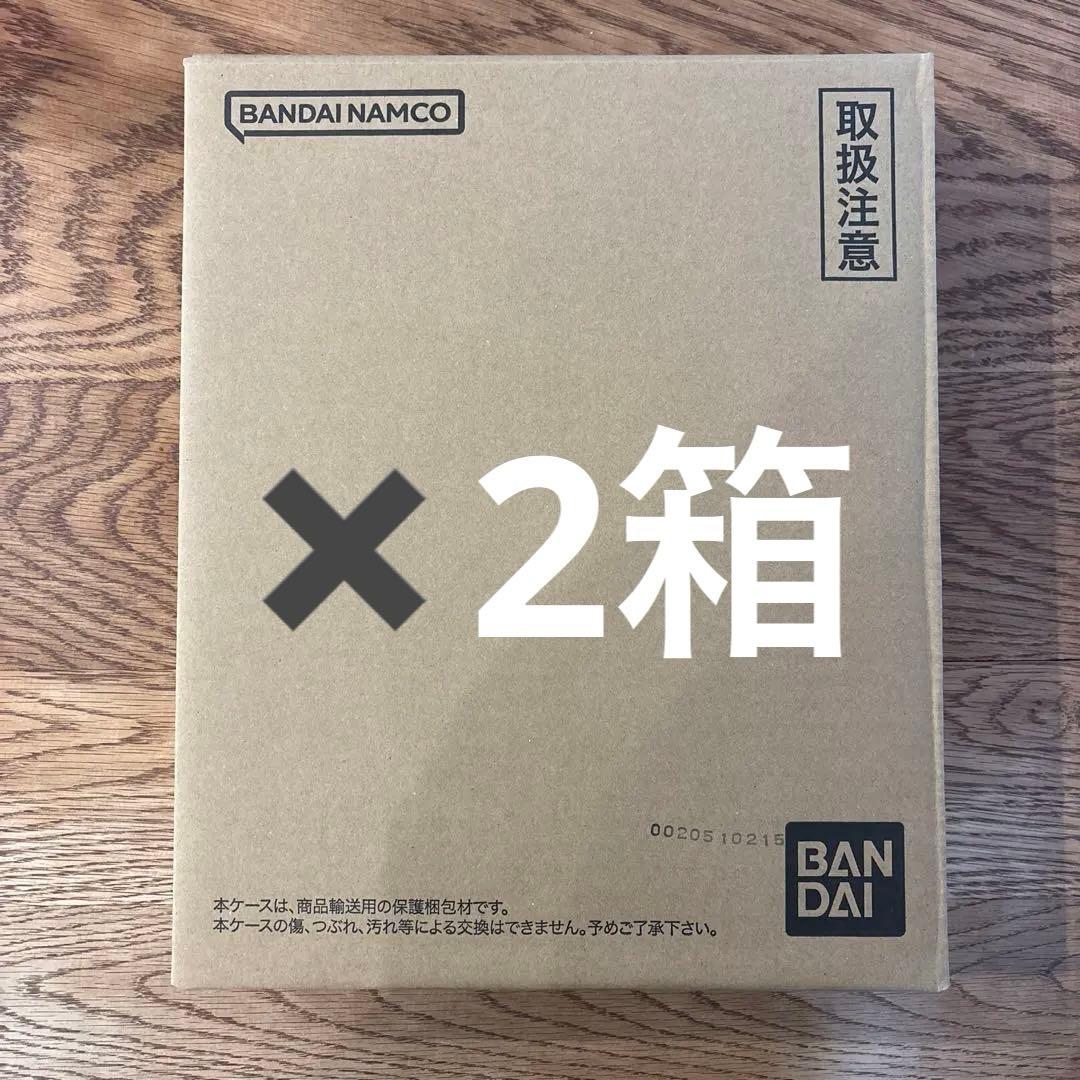 BANDAI NAMCO
取扱注意
✖2箱
00205 10215
BAN
DAI
本ケースは、商品輸送用の保護梱包材です。
本ケースの傷、つぶれ、汚れ等による交換はできません。予めご了承下さい。